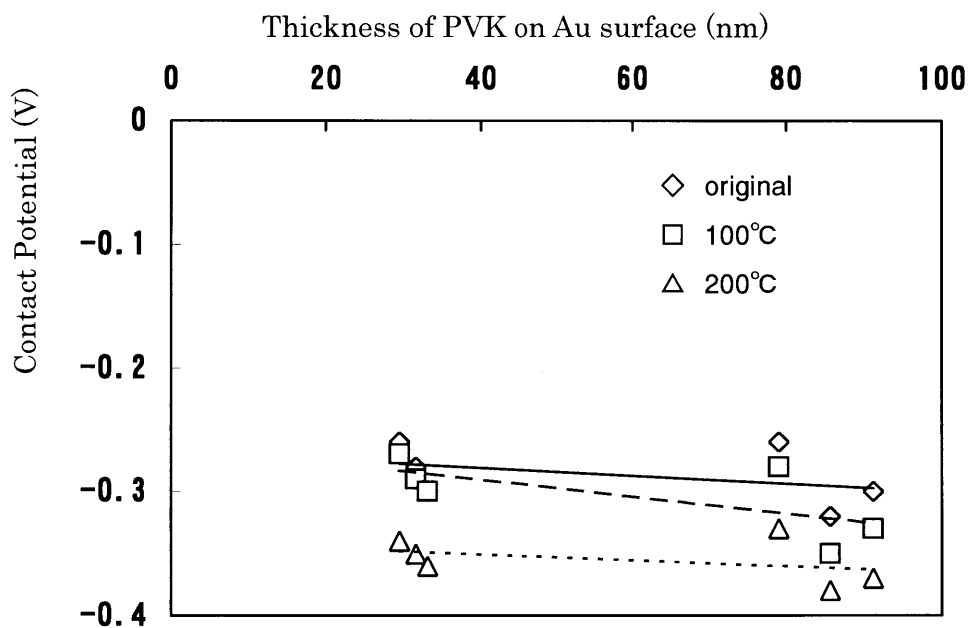 Thickness of PVK on Au surface (nm)
0 20 40 60 80 100
Contact Potential (V)
0
-0.1
-0.2
-0.3
-0.4
original
100°C
200°C